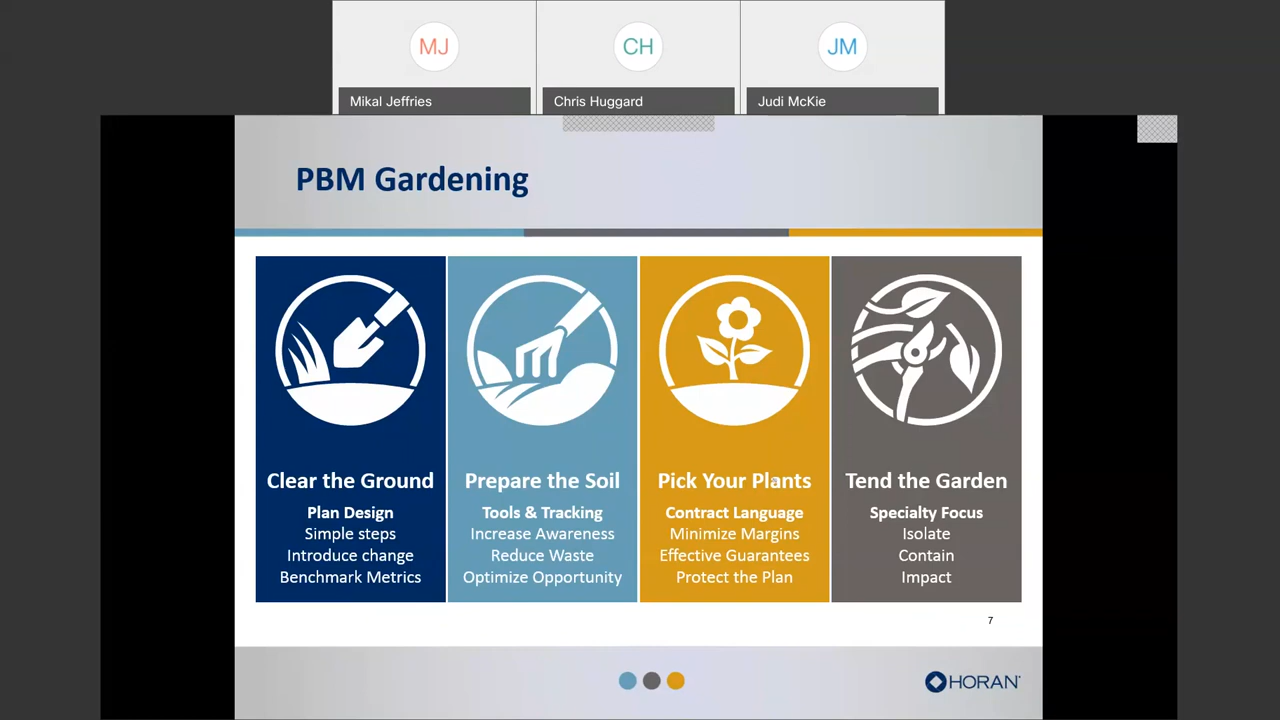 MJ
CH
JM
Mikal Jeffries
Chris Huggard
Judi McKie
PBM Gardening
Clear the Ground
Plan Design
Simple steps
Introduce change
Benchmark Metrics
Prepare the Soil
Tools & Tracking
Increase Awareness
Reduce Waste
Optimize Opportunity
Pick Your Plants
Contract Language
Minimize Margins
Effective Guarantees
Protect the Plan
Tend the Garden
Specialty Focus
Isolate
Contain
Impact
7
HORAN